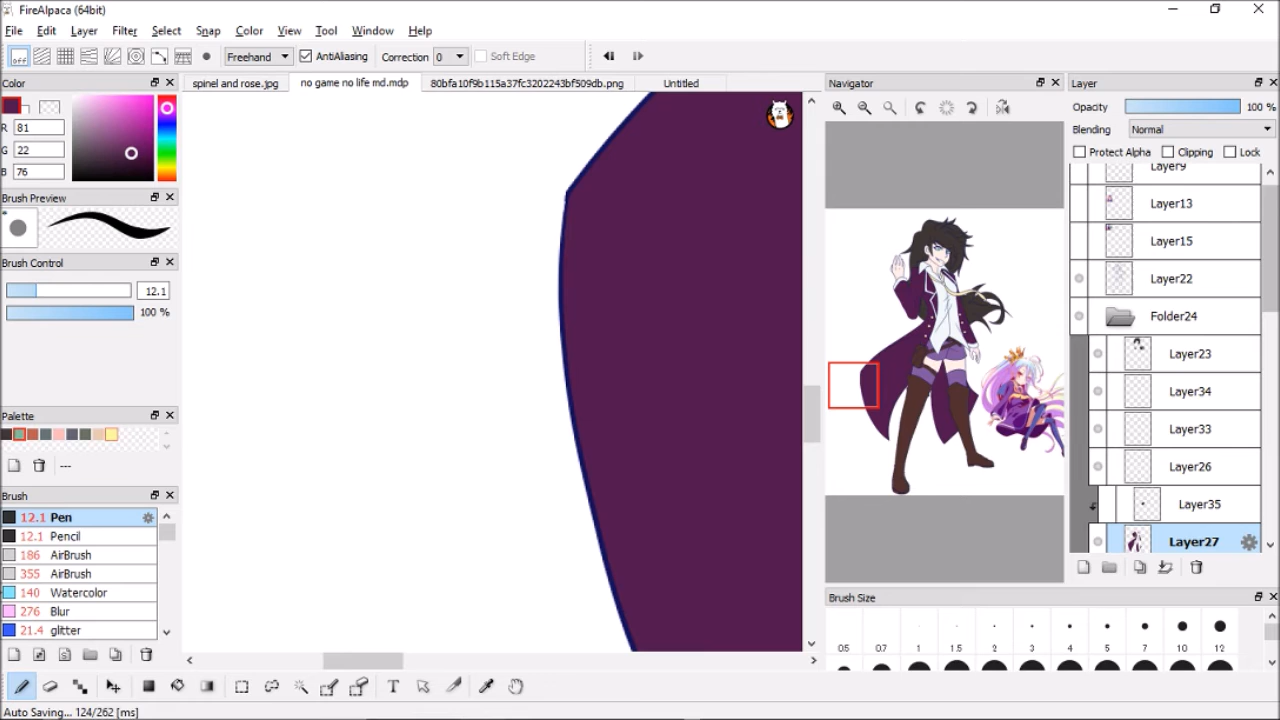 FireAlpaca (64bit)
File Edit Layer Filter Select Snap Color View Tool Window Help
off Freehand AntiAliasing Correction 0 Soft Edge
Color
spinel and rose.jpg no game no life md.mdp 80bfa10f9b115a37fc3202243bf509db.png Untitled
Navigator
Layer
R 81
G 22
B 76
Opacity 100 %
Blending Normal
Protect Alpha Clipping Lock
Layer9
Layer13
Layer15
Layer22
Folder24
Layer23
Layer34
Layer33
Layer26
Layer35
Layer27
Brush Preview
Brush Control
12.1
100 %
Palette
---
Brush
12.1 Pen
12.1 Pencil
186 AirBrush
355 AirBrush
140 Watercolor
276 Blur
21.4 glitter
Brush Size
0.5 0.7 1 1.5 2 3 4 5 7 10 12
T
Auto Saving... 124/262 [ms]